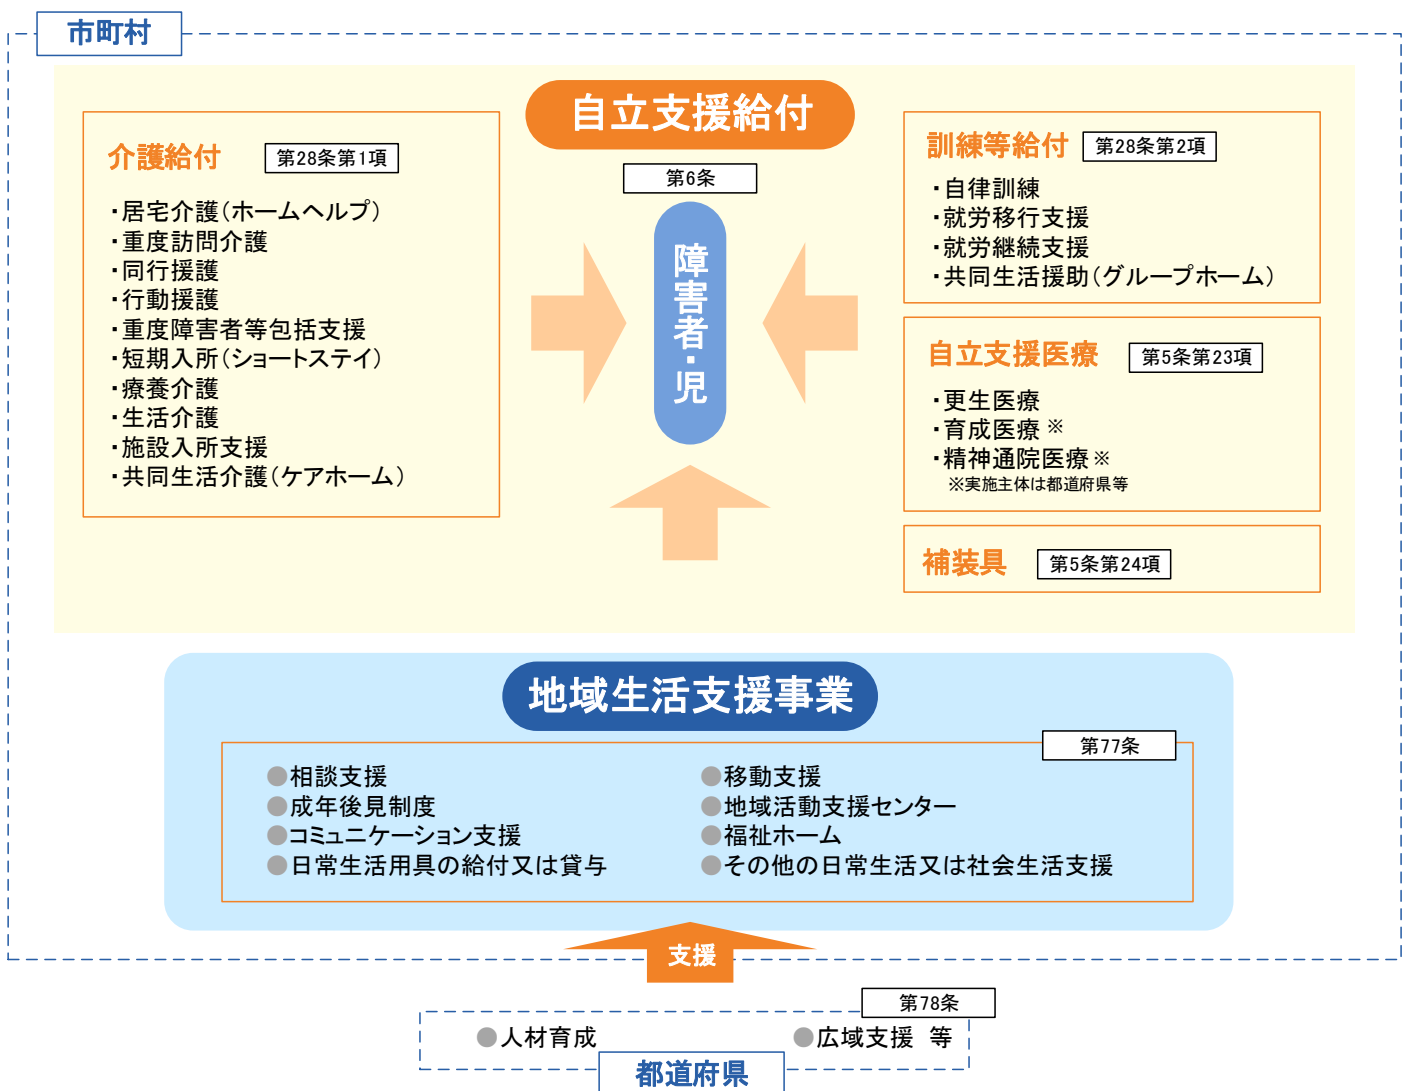 市町村
自立支援給付
第6条
介護給付 第28条第1項
・居宅介護（ホームヘルプ）
・重度訪問介護
・同行援護
・行動援護
・重度障害者等包括支援
・短期入所（ショートステイ）
・療養介護
・生活介護
・施設入所支援
・共同生活介護（ケアホーム）
障害者・児
訓練等給付 第28条第2項
・自律訓練
・就労移行支援
・就労継続支援
・共同生活援助（グループホーム）
自立支援医療 第5条第23項
・更生医療
・育成医療※
・精神通院医療※
※実施主体は都道府県等
補装具 第5条第24項
地域生活支援事業
第77条
●相談支援
●成年後見制度
●コミュニケーション支援
●日常生活用具の給付又は貸与
●移動支援
●地域活動支援センター
●福祉ホーム
●その他の日常生活又は社会生活支援
支援
第78条
●人材育成 ●広域支援 等
都道府県